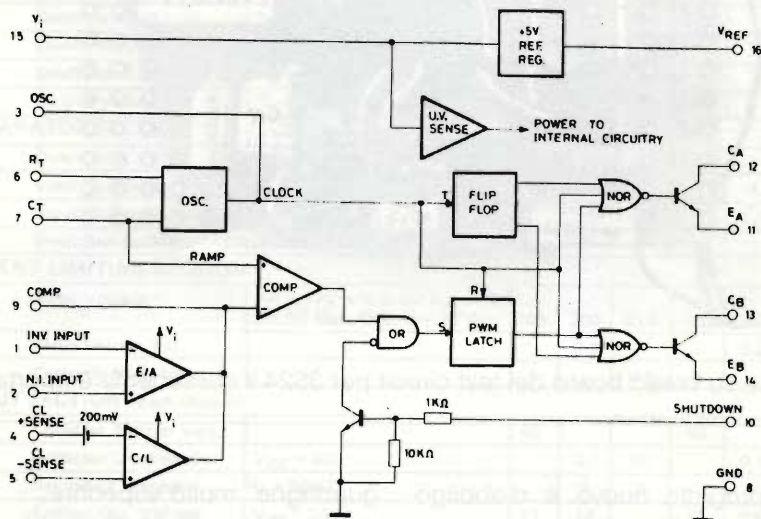 Vi
15
+5V
REF.
REG.
VREF
16
OSC.
3
U.V.
SENSE
POWER TO
INTERNAL CIRCUITRY
RT
6
CT
7
OSC.
CLOCK
T
FLIP
FLOP
NOR
CA
12
EA
11
RAMP
COMP.
9
COMP
INV INPUT
1
Vi
E/A
N.I. INPUT
2
OR
S
R
PWM
LATCH
NOR
CB
13
EB
14
CL
+SENSE
4
200mV
Vi
C/L
CL
-SENSE
5
1KΩ
10KΩ
SHUTDOWN
10
GND
8